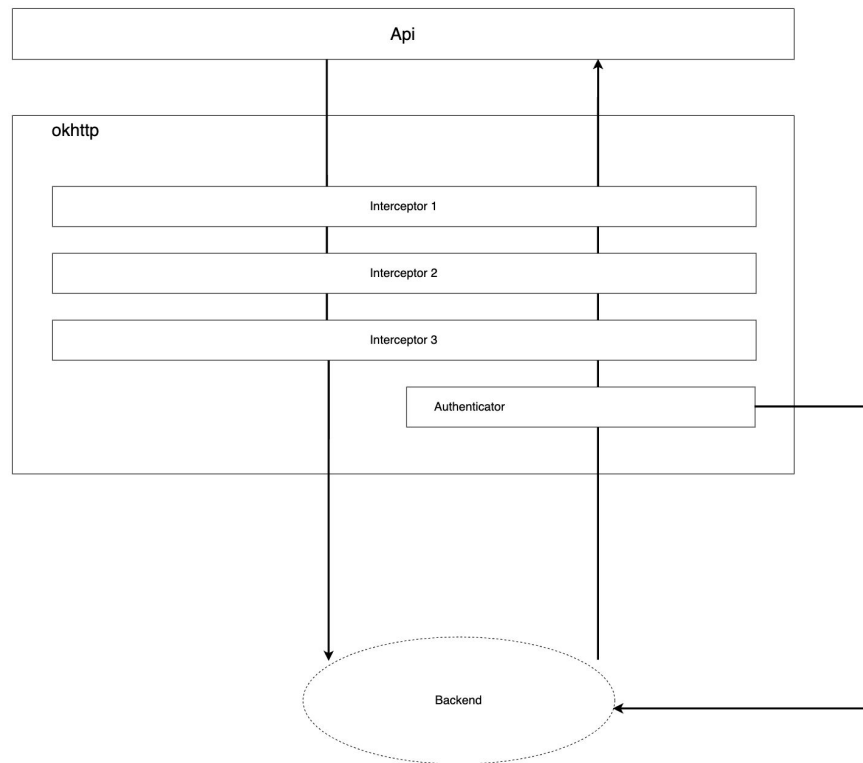 Api
okhttp
Interceptor 1
Interceptor 2
Interceptor 3
Authenticator
Backend